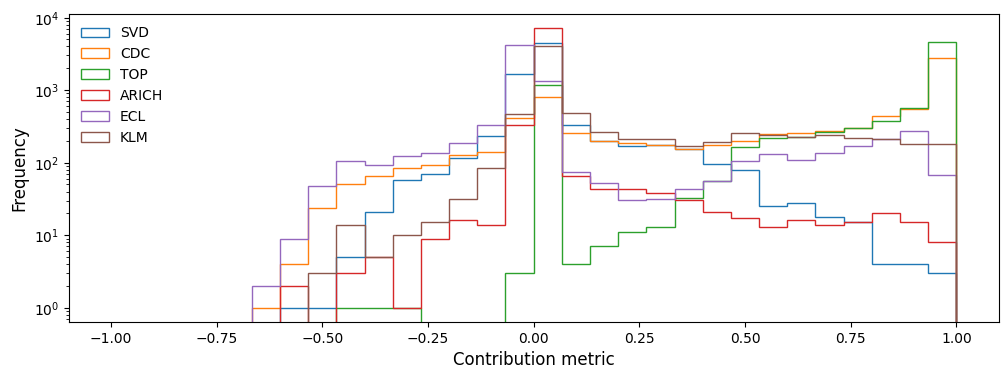 10⁴
10³
10²
10¹
10⁰
Frequency
SVD
CDC
TOP
ARICH
ECL
KLM
−1.00 −0.75 −0.50 −0.25 0.00 0.25 0.50 0.75 1.00
Contribution metric